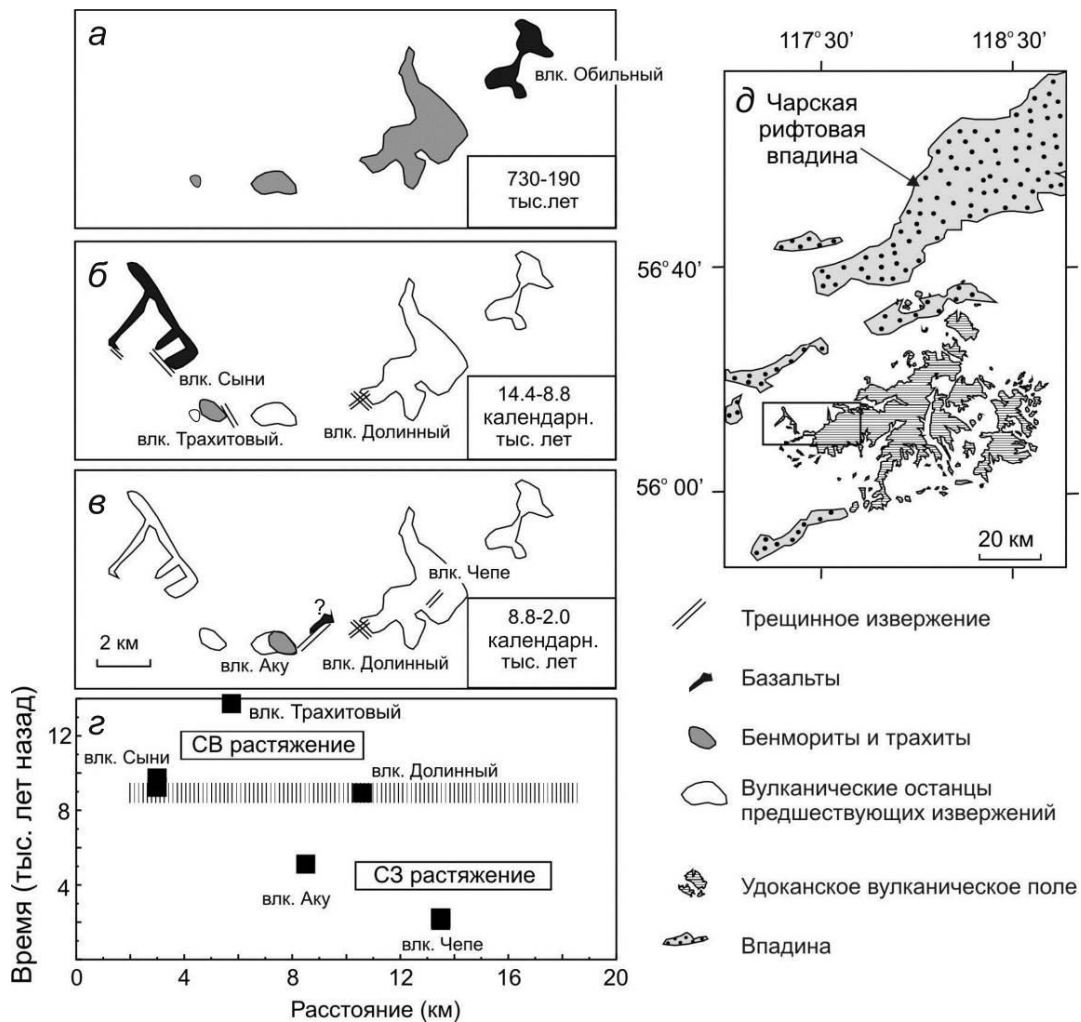 а
влк. Обильный
730-190
тыс.лет
б
влк. Сыни
влк. Трахитовый.
влк. Долинный
14.4-8.8
календарн.
тыс. лет
в
влк. Чепе
?
2 км
влк. Аку
влк. Долинный
8.8-2.0
календарн.
тыс. лет
г
влк. Трахитовый
СВ растяжение
влк. Сыни
влк. Долинный
СЗ растяжение
влк. Аку
влк. Чепе
12
8
4
0
4
8
12
16
20
Время (тыс. лет назад)
Расстояние (км)
117°30’
118°30’
д
Чарская
рифтовая
впадина
56°40’
56°00’
20 км
Трещинное извержение
Базальты
Бенмориты и трахиты
Вулканические останцы
предшествующих извержений
Удоканское вулканическое поле
Впадина